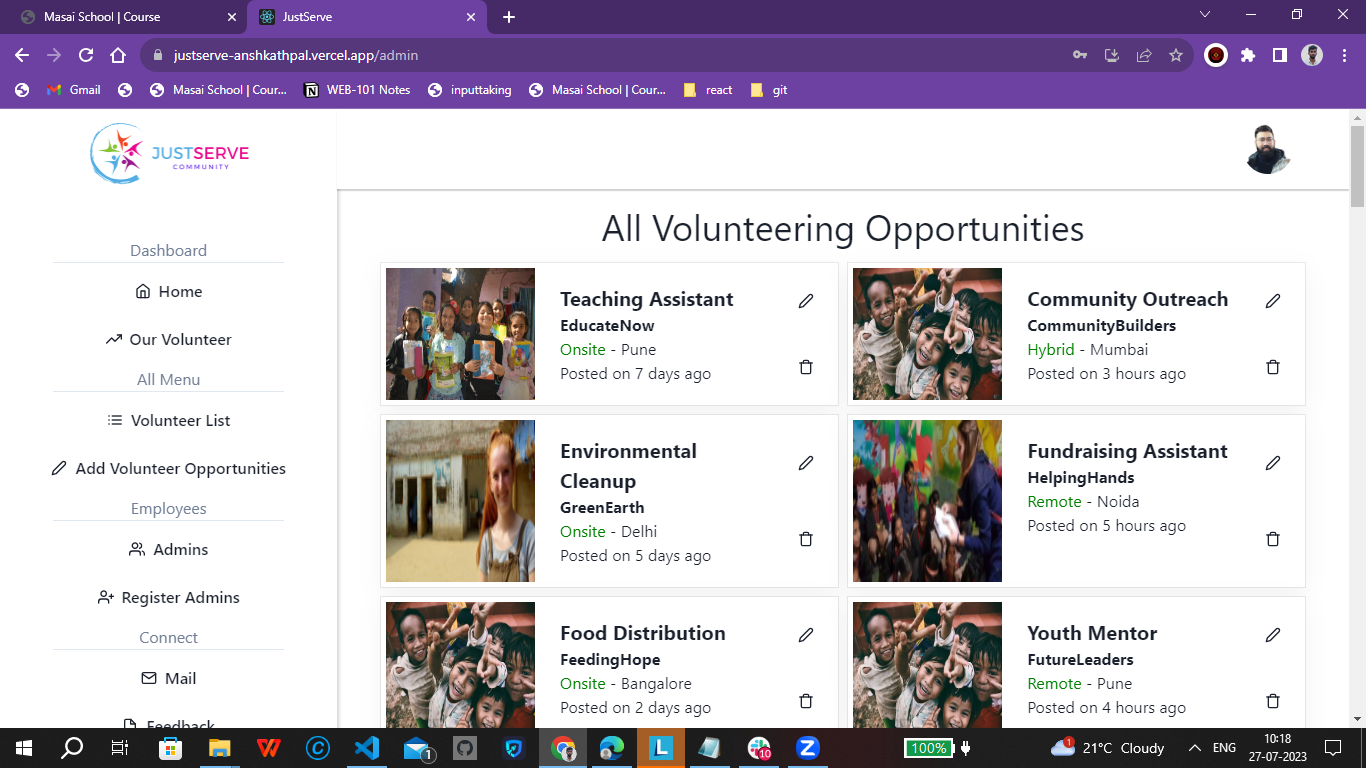 Masai School | Course
JustServe
justserve-anshkathpal.vercel.app/admin
Gmail
Masai School | Cour...
WEB-101 Notes
inputtaking
Masai School | Cour...
react
git
JUSTSERVE
COMMUNITY
Dashboard
Home
Our Volunteer
All Menu
Volunteer List
Add Volunteer Opportunities
Employees
Admins
Register Admins
Connect
Mail
Feedback
All Volunteering Opportunities
Teaching Assistant
EducateNow
Onsite - Pune
Posted on 7 days ago
Community Outreach
CommunityBuilders
Hybrid - Mumbai
Posted on 3 hours ago
Environmental
Cleanup
GreenEarth
Onsite - Delhi
Posted on 5 days ago
Fundraising Assistant
HelpingHands
Remote - Noida
Posted on 5 hours ago
Food Distribution
FeedingHope
Onsite - Bangalore
Posted on 2 days ago
Youth Mentor
FutureLeaders
Remote - Pune
Posted on 4 hours ago
1
L
10
Z
100%
1
21°C Cloudy
ENG
10:18
27-07-2023